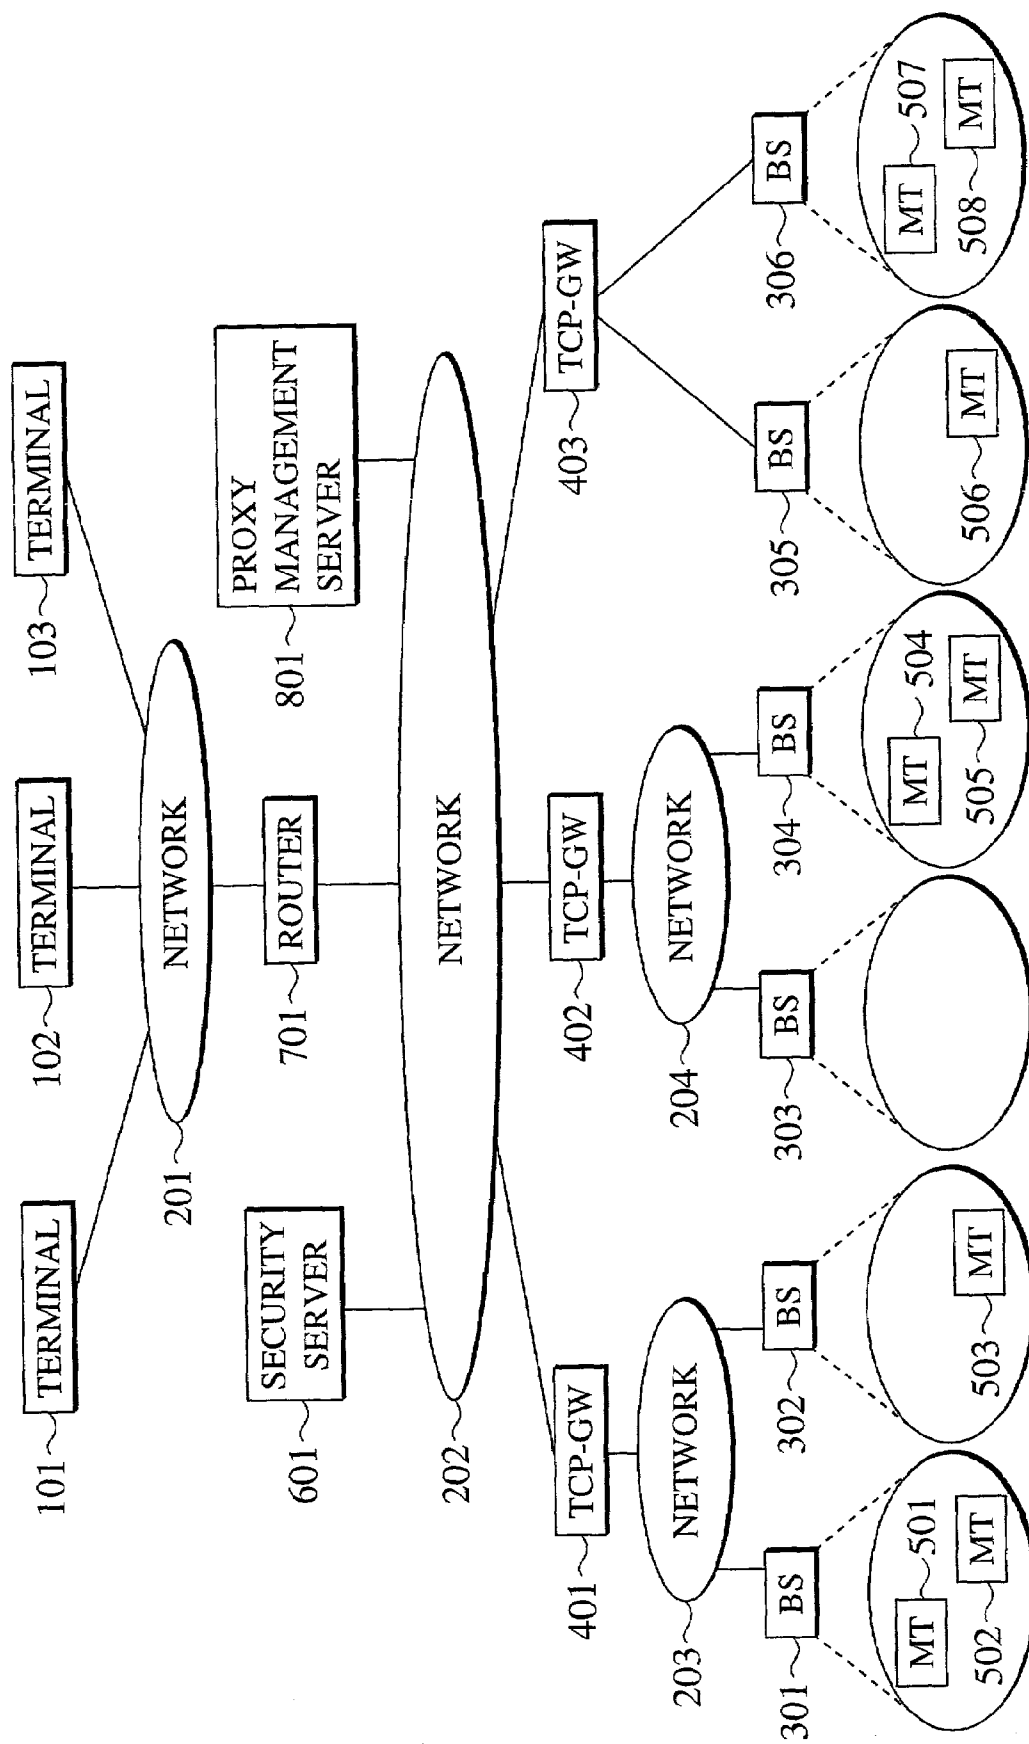 101
TERMINAL
102
TERMINAL
103
TERMINAL
201
NETWORK
601
SECURITY
SERVER
701
ROUTER
801
PROXY
MANAGEMENT
SERVER
202
NETWORK
401
TCP-GW
402
TCP-GW
403
TCP-GW
203
NETWORK
204
NETWORK
301
BS
302
BS
303
BS
304
BS
305
BS
306
BS
MT
501
502
MT
503
MT
MT
504
505
MT
506
MT
MT
507
508
MT